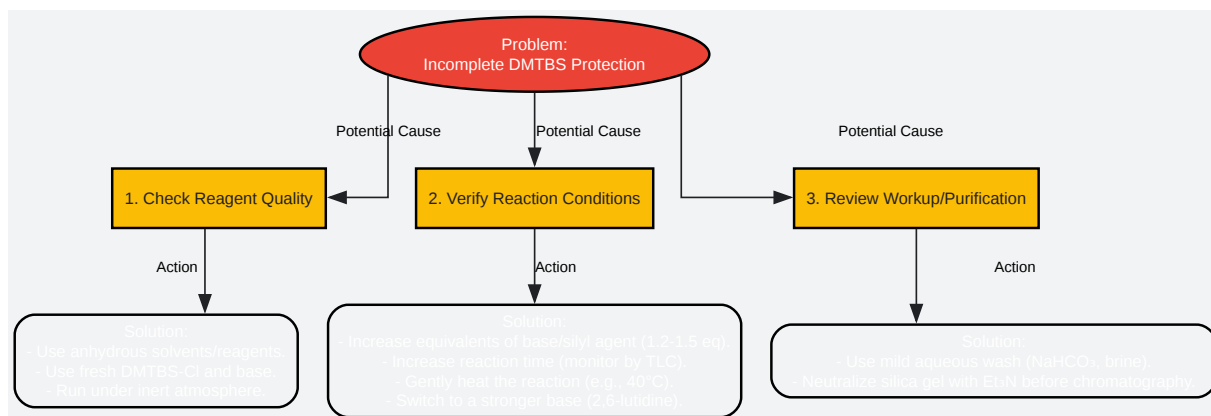 Problem:
Incomplete DMTBS Protection
Potential Cause
Potential Cause
Potential Cause
1. Check Reagent Quality
2. Verify Reaction Conditions
3. Review Workup/Purification
Action
Action
Action
Solution:
- Use anhydrous solvents/reagents.
- Use fresh DMTBS-Cl and base.
- Run under inert atmosphere.
Solution:
- Increase equivalents of base/silyl agent (1.2-1.5 eq).
- Increase reaction time (monitor by TLC).
- Gently heat the reaction (e.g., 40°C).
- Switch to a stronger base (2,6-lutidine).
Solution:
- Use mild aqueous wash (NaHCO₃, brine).
- Neutralize silica gel with Et₃N before chromatography.